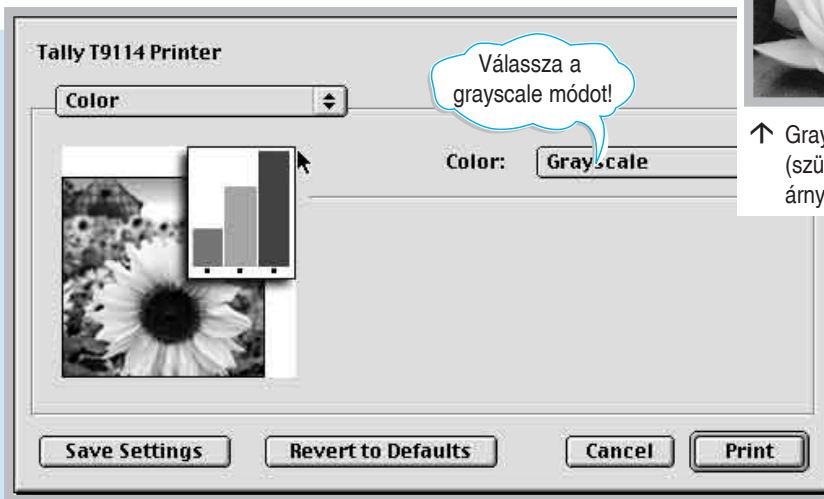 Tally T9114 Printer
Color
Válassza a
grayscale módot!
Color:
Grayscale
Save Settings
Revert to Defaults
Cancel
Print
↑